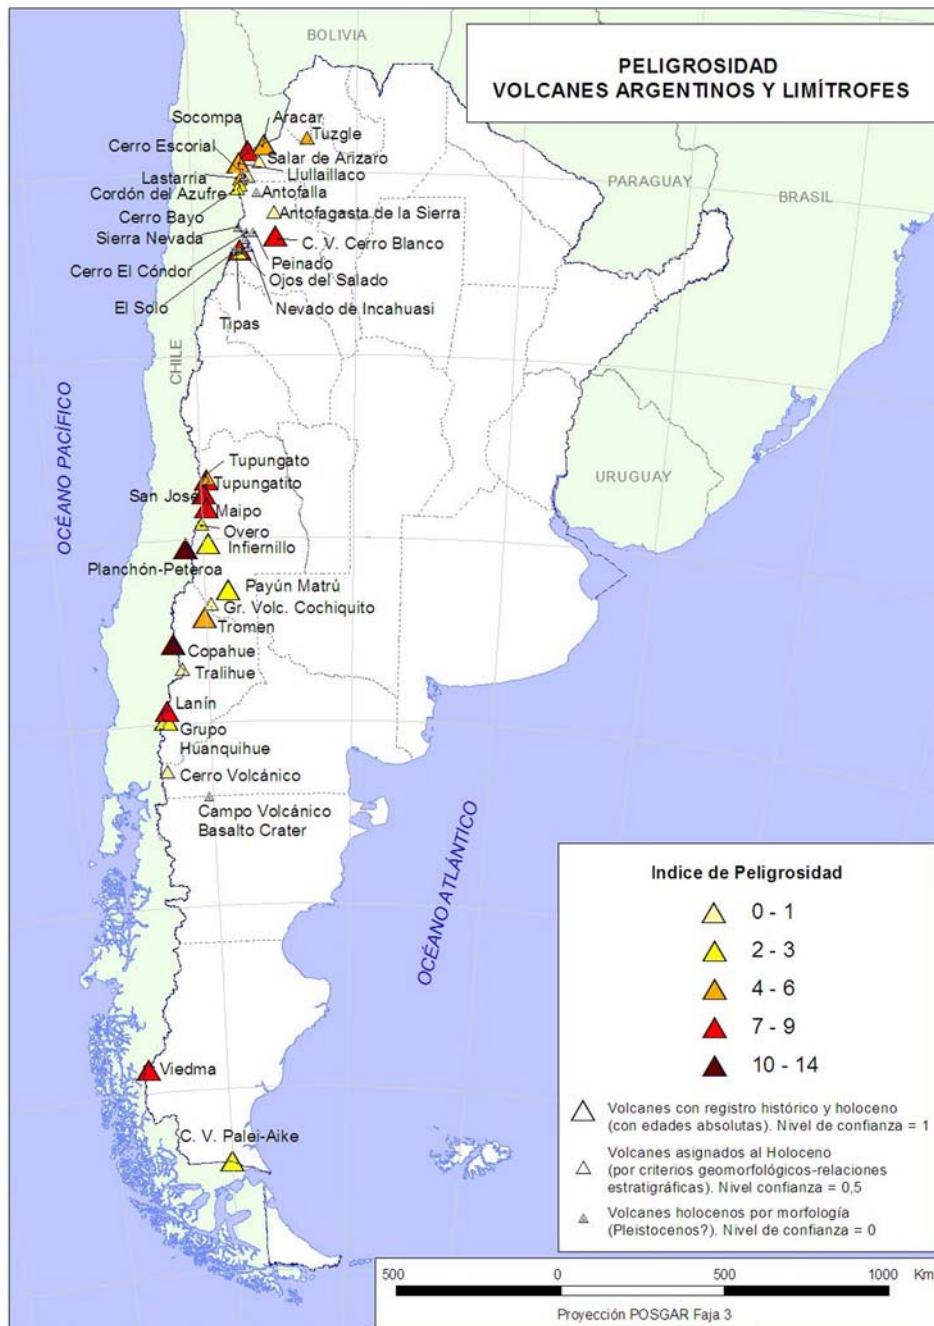 BOLIVIA
PELIGROSIDAD
VOLCANES ARGENTINOS Y LIMÍTROFES
Socompa
Aracar
Tuzgle
Cerro Escorial
Salar de Arizaro
Lastarria
Llullaillaco
PARAGUAY
BRASIL
Cordón del Azufre
Antofalla
Cerro Bayo
Antofagasta de la Sierra
Sierra Nevada
C. V. Cerro Blanco
Cerro El Cóndor
Peinado
Ojos del Salado
El Solo
Nevado de Incahuasi
Tipas
CHILE
OCÉANO PACÍFICO
URUGUAY
Tupungato
Tupungatito
San José
Maipo
Overo
Infiernillo
Planchón-Peteroa
Payún Matrú
Gr. Volc. Cochiquito
Tromen
Copahue
Tralihue
Lanín
Grupo
Huanquihue
Cerro Volcánico
Campo Volcánico
Basalto Crater
OCÉANO ATLÁNTICO
Viedma
C. V. Palei-Aike
Indice de Peligrosidad
0 - 1
2 - 3
4 - 6
7 - 9
10 - 14
Volcanes con registro histórico y holoceno
(con edades absolutas). Nivel de confianza = 1
Volcanes asignados al Holoceno
(por criterios geomorfológicos-relaciones
estratigráficas). Nivel confianza = 0,5
Volcanes holocenos por morfología
(Pleistocenos?). Nivel de confianza = 0
500 0 500 1000 Km
Proyección POSGAR Faja 3